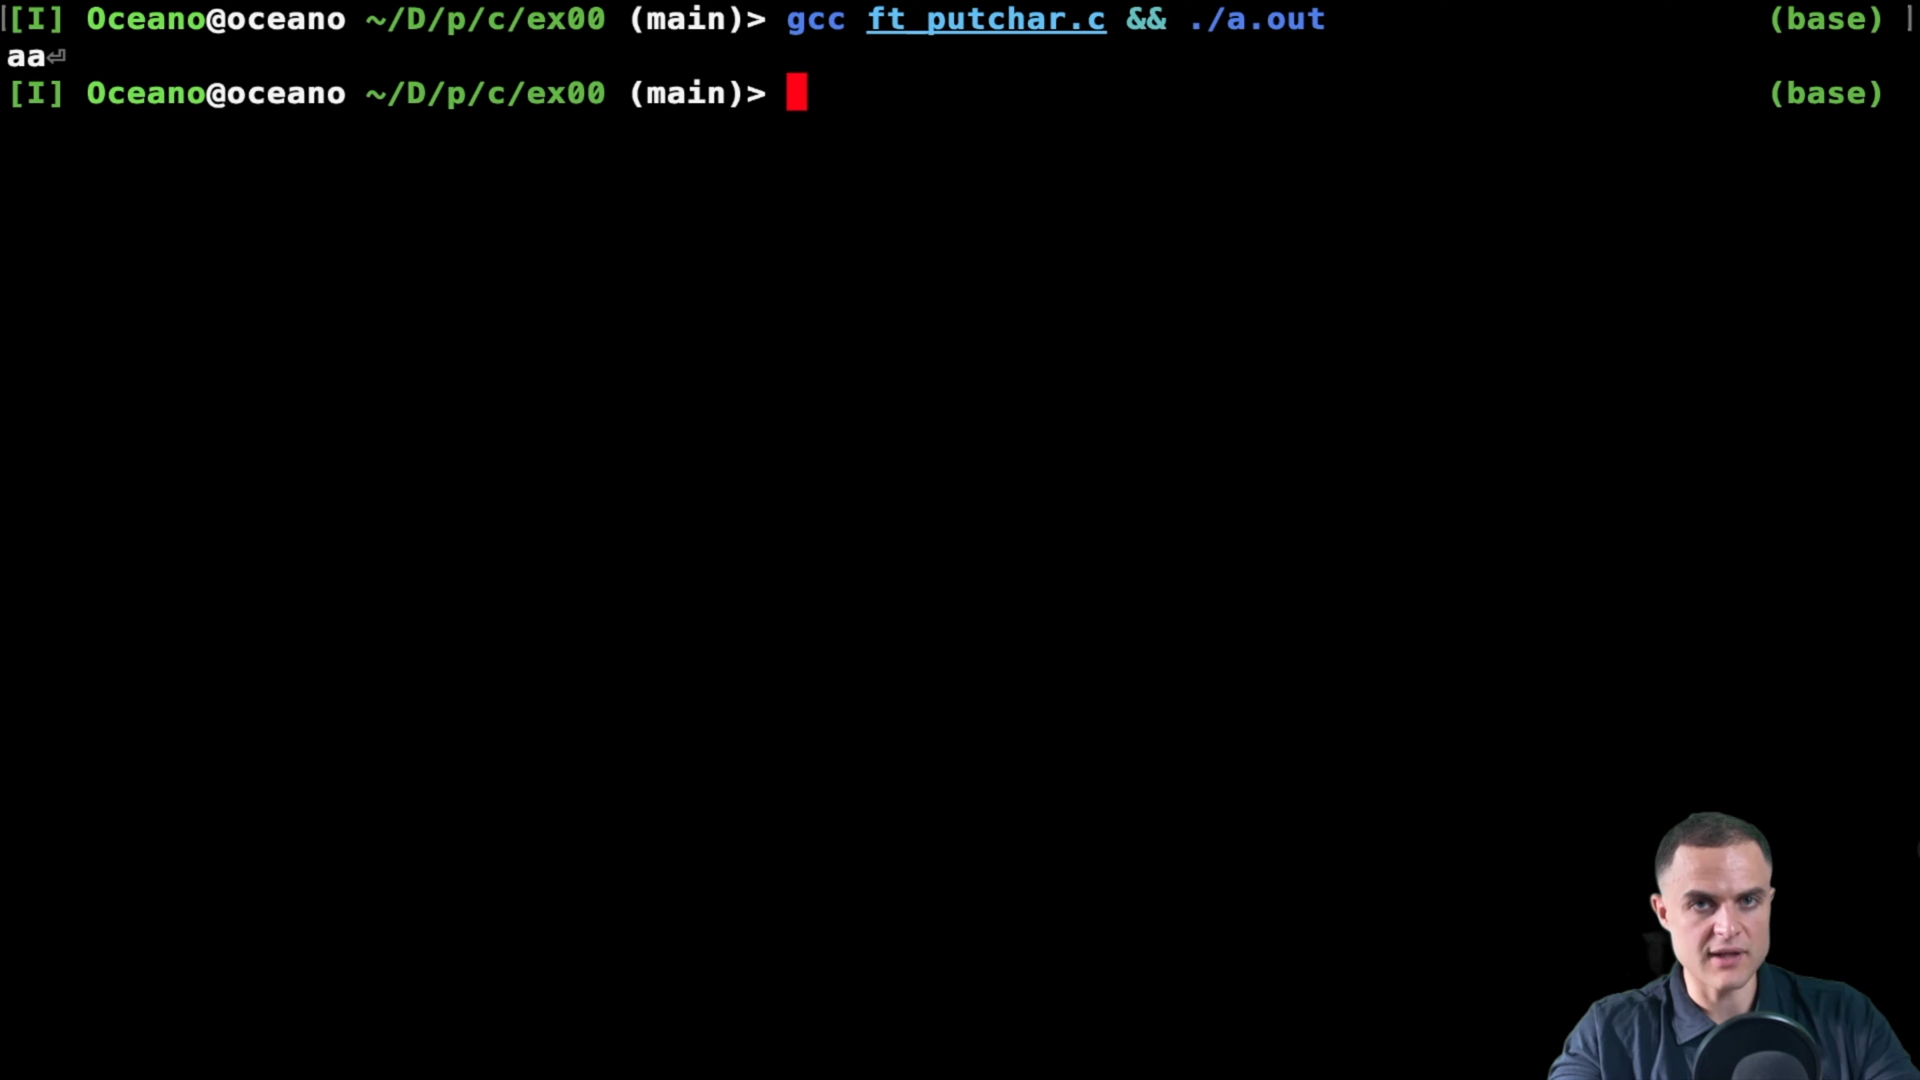 [I] Oceano@oceano ~/D/p/c/ex00 (main)> gcc ft_putchar.c && ./a.out (base)
aa⏎
[I] Oceano@oceano ~/D/p/c/ex00 (main)> (base)